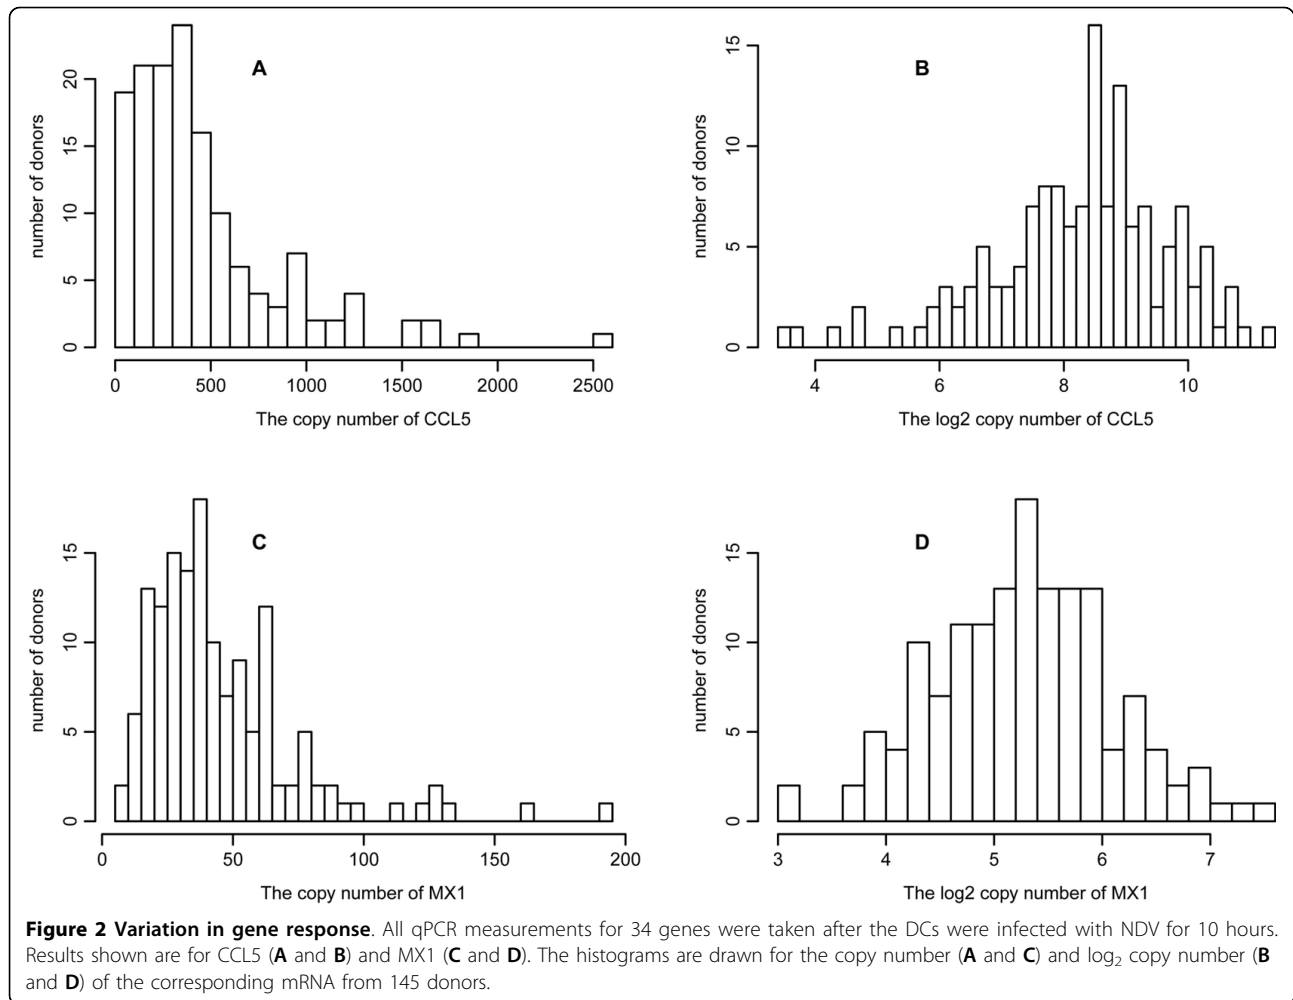 A
number of donors
0 5 10 15 20
0 500 1000 1500 2000 2500
The copy number of CCL5
B
number of donors
0 5 10 15
4 6 8 10
The log2 copy number of CCL5
C
number of donors
0 5 10 15
0 50 100 150 200
The copy number of MX1
D
number of donors
0 5 10 15
3 4 5 6 7
The log2 copy number of MX1
Figure 2 Variation in gene response. All qPCR measurements for 34 genes were taken after the DCs were infected with NDV for 10 hours.
Results shown are for CCL5 (A and B) and MX1 (C and D). The histograms are drawn for the copy number (A and C) and log₂ copy number (B
and D) of the corresponding mRNA from 145 donors.